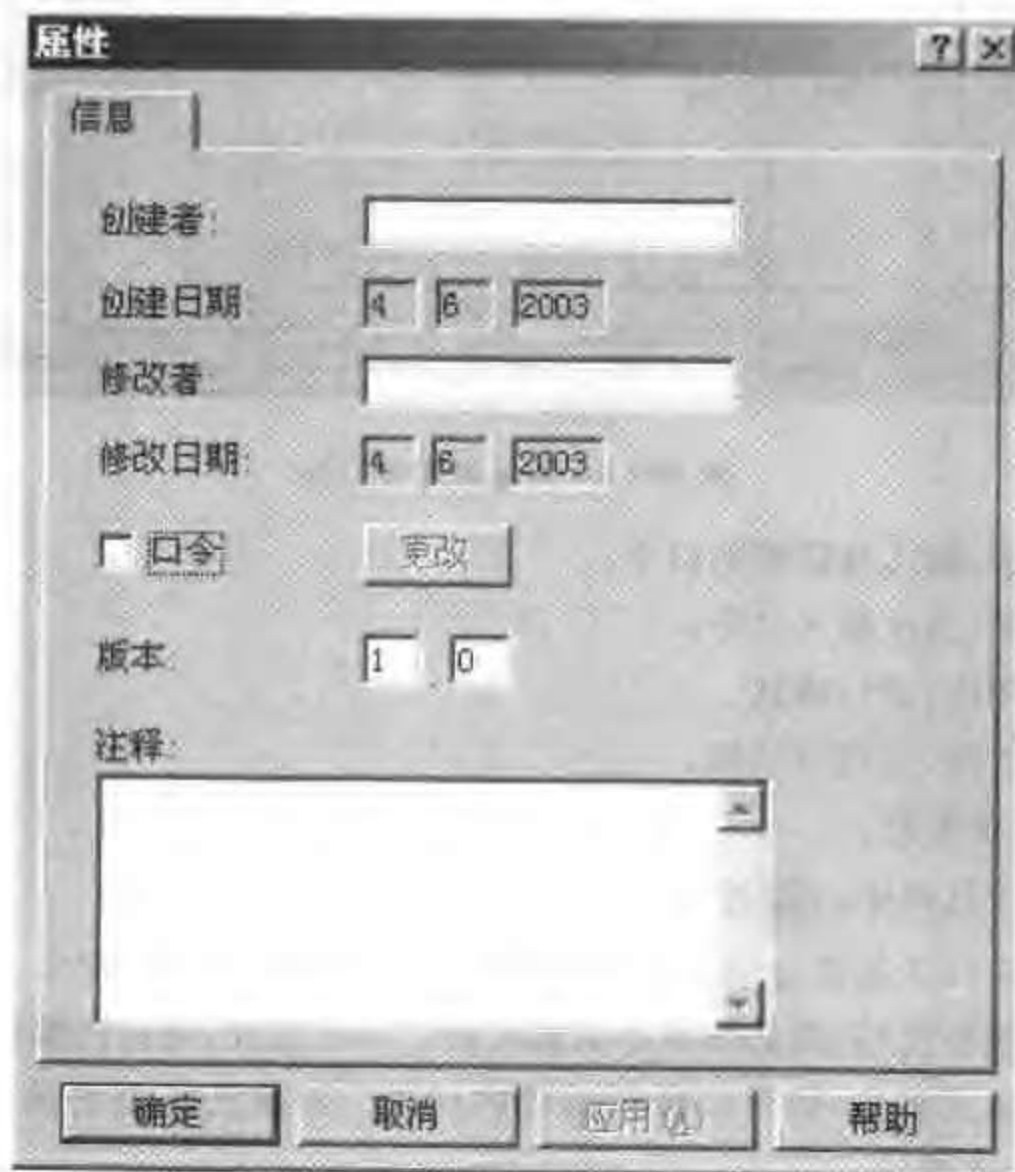 属性
信息
创建者:
创建日期 4 6 2003
修改者:
修改日期: 4 6 2003
口令 更改
版本: 1 . 0
注释:
确定 取消 应用(A) 帮助